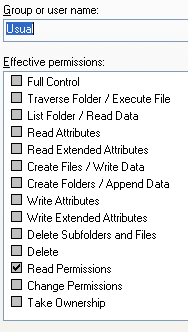 Group or user name:
Usual
Effective permissions:
Full Control
Traverse Folder / Execute File
List Folder / Read Data
Read Attributes
Read Extended Attributes
Create Files / Write Data
Create Folders / Append Data
Write Attributes
Write Extended Attributes
Delete Subfolders and Files
Delete
Read Permissions
Change Permissions
Take Ownership